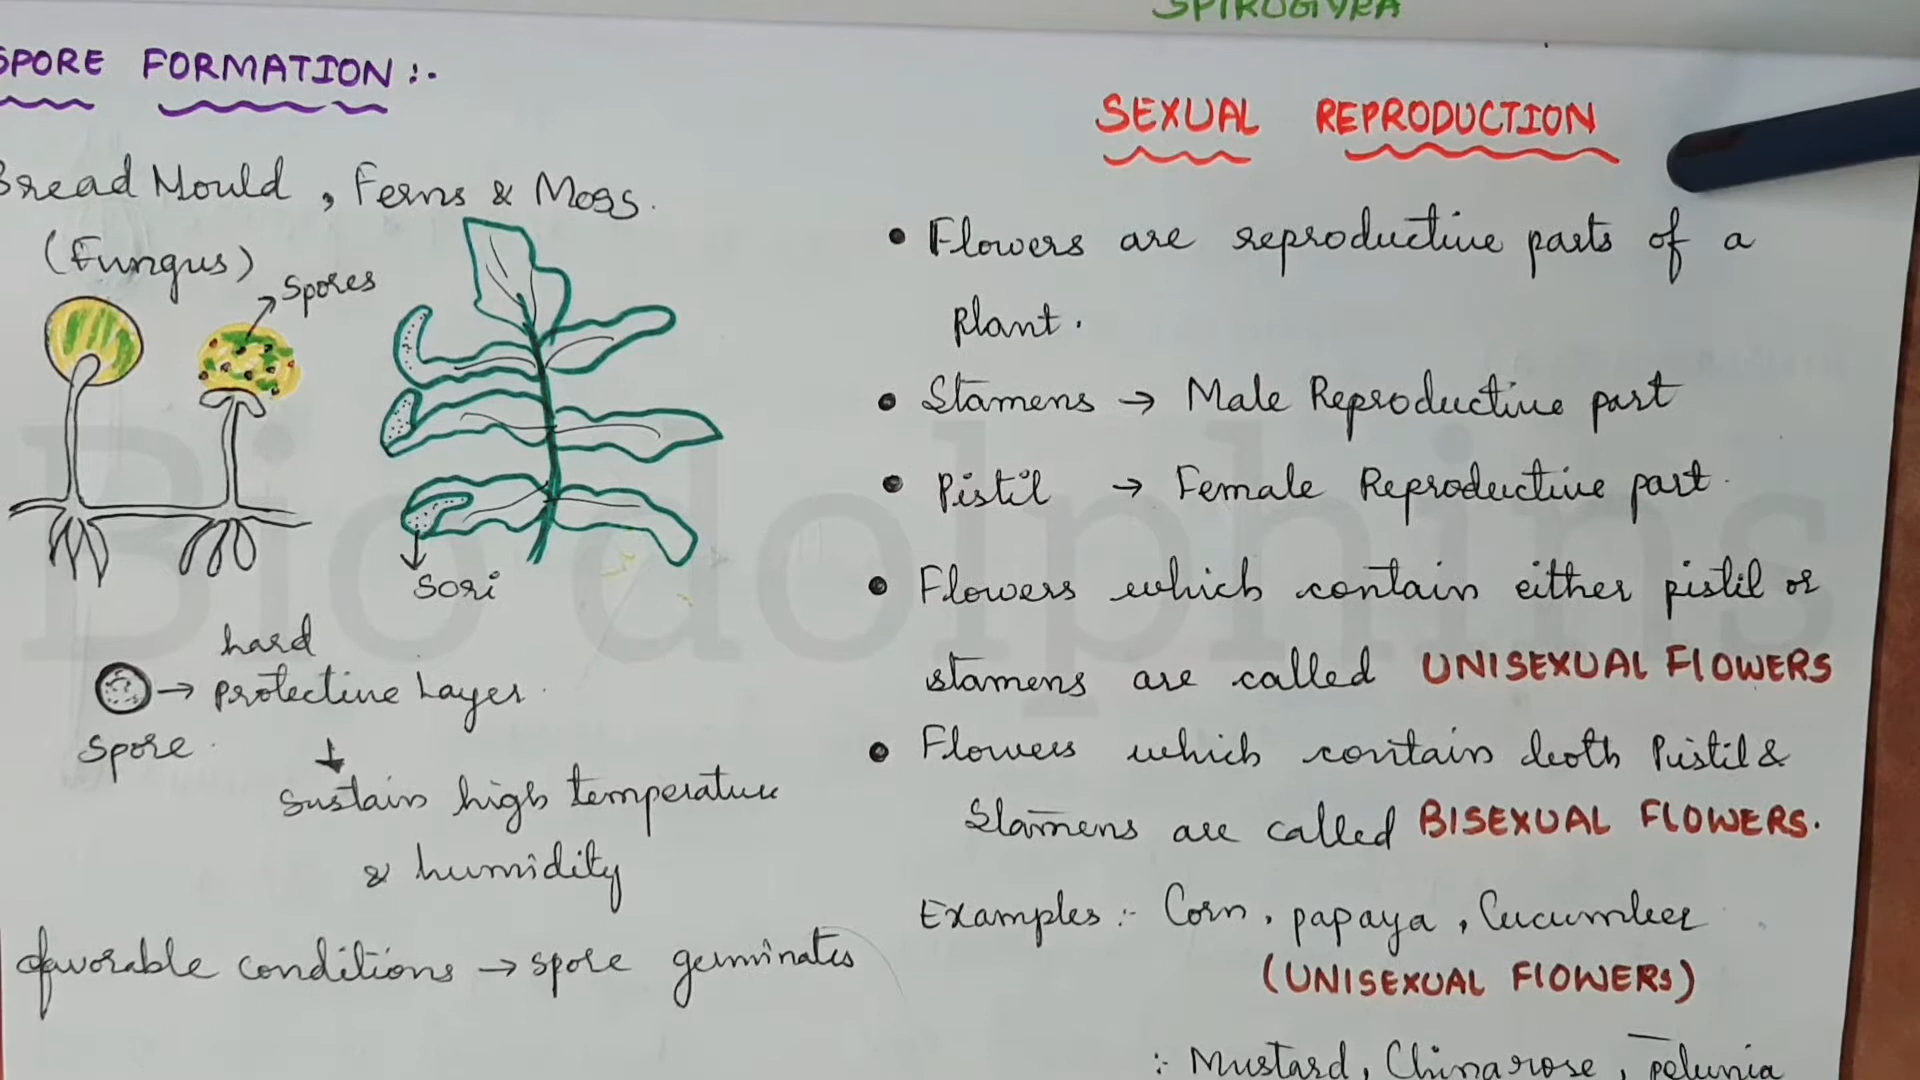 SPIROGYRA
SPORE FORMATION :-
Bread Mould, Ferns & Moss.
(Fungus)
Spores
Sori
hard
→ protective Layer.
Spore.
Sustain high temperature
& humidity
favorable conditions → spore germinates
SEXUAL REPRODUCTION
• Flowers are reproductive parts of a
plant.
• Stamens → Male Reproductive part
• Pistil → Female Reproductive part.
• Flowers which contain either pistil or
stamens are called UNISEXUAL FLOWERS
• Flowers which contain both Pistil &
Stamens are called BISEXUAL FLOWERS.
Examples :- Corn, papaya, Cucumber
(UNISEXUAL FLOWERS)
:- Mustard, Chinarose, petunia
Bio dolphins